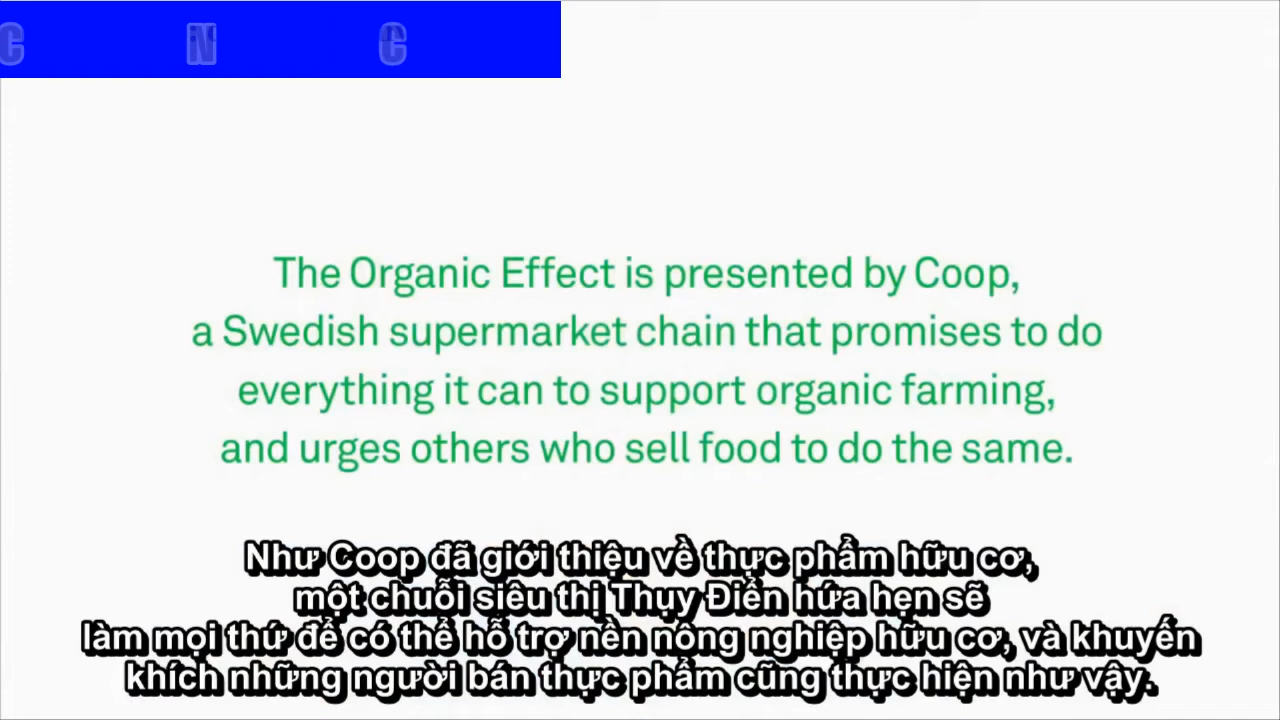 C N C
The Organic Effect is presented by Coop,
a Swedish supermarket chain that promises to do
everything it can to support organic farming,
and urges others who sell food to do the same.
Như Coop đã giới thiệu về thực phẩm hữu cơ,
một chuỗi siêu thị Thụy Điển hứa hẹn sẽ
làm mọi thứ để có thể hỗ trợ nền nông nghiệp hữu cơ, và khuyến
khích những người bán thực phẩm cũng thực hiện như vậy.